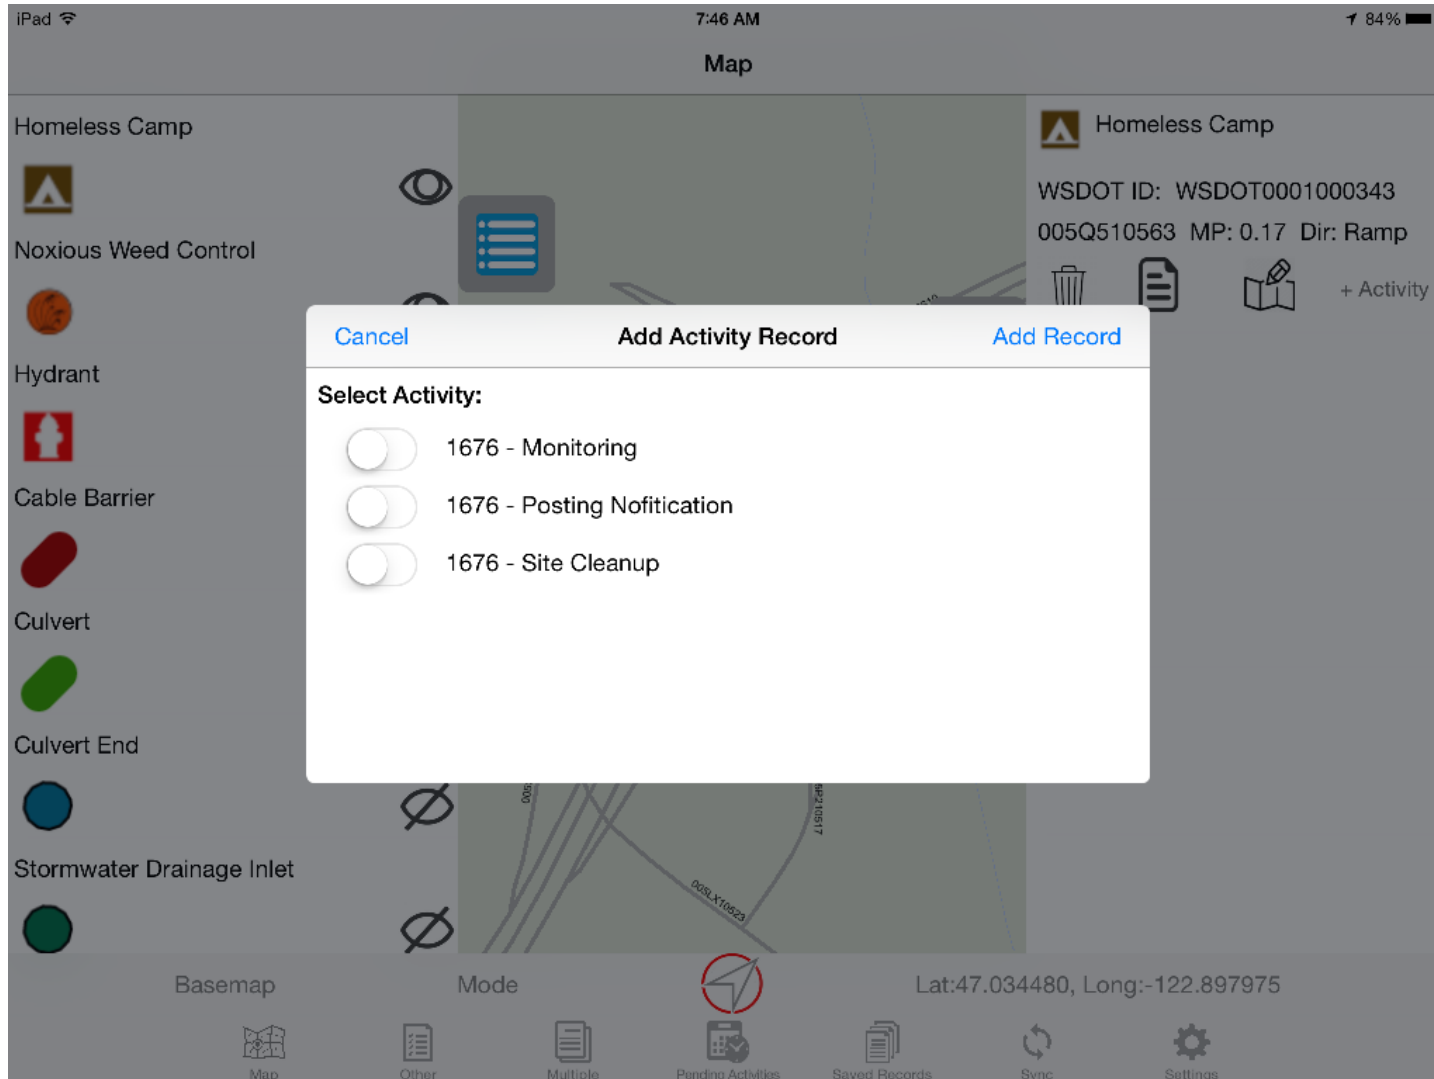 iPad
7:46 AM
84%
Map
Homeless Camp
Noxious Weed Control
Hydrant
Cable Barrier
Culvert
Culvert End
Stormwater Drainage Inlet
Homeless Camp
WSDOT ID: WSDOT0001000343
005Q510563 MP: 0.17 Dir: Ramp
+ Activity
Cancel
Add Activity Record
Add Record
Select Activity:
1676 - Monitoring
1676 - Posting Nofitication
1676 - Site Cleanup
005LX10523
Basemap
Mode
Lat:47.034480, Long:-122.897975
Map
Other
Multiple
Pending Activities
Saved Records
Sync
Settings